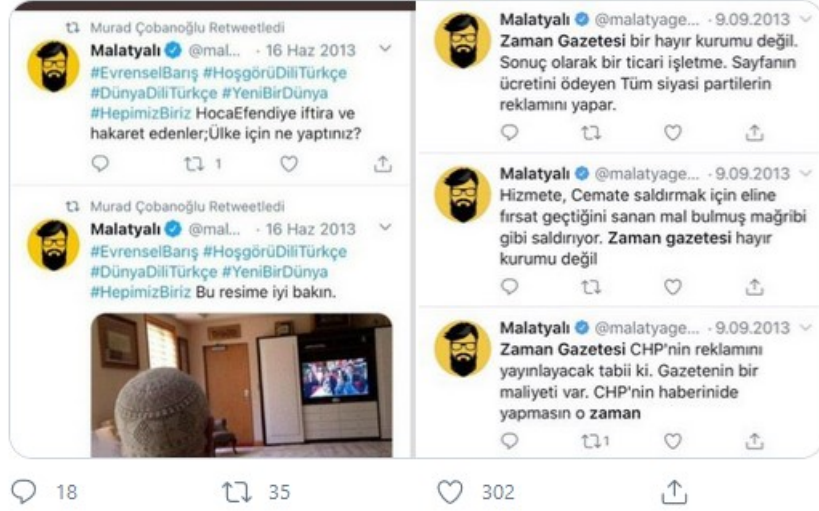 Murad Çobanoğlu Retweetledi
Malatyalı @mal... · 16 Haz 2013
#EvrenselBarış #HoşgörüDiliTürkçe
#DünyaDiliTürkçe #YeniBirDünya
#HepimizBiriz HocaEfendiye iftira ve
hakaret edenler;Ülke için ne yaptınız?
1
Murad Çobanoğlu Retweetledi
Malatyalı @mal... · 16 Haz 2013
#EvrenselBarış #HoşgörüDiliTürkçe
#DünyaDiliTürkçe #YeniBirDünya
#HepimizBiriz Bu resime iyi bakın.
Malatyalı @malatyage... · 9.09.2013
Zaman Gazetesi bir hayır kurumu değil.
Sonuç olarak bir ticari işletme. Sayfanın
ücretini ödeyen Tüm siyasi partilerin
reklamını yapar.
Malatyalı @malatyage... · 9.09.2013
Hizmete, Cemate saldırmak için eline
fırsat geçtiğini sanan mal bulmuş mağribi
gibi saldırıyor. Zaman gazetesi hayır
kurumu değil
Malatyalı @malatyage... · 9.09.2013
Zaman Gazetesi CHP'nin reklamını
yayınlayacak tabii ki. Gazetenin bir
maliyeti var. CHP'nin haberinide
yapmasın o zaman
1
18 35 302